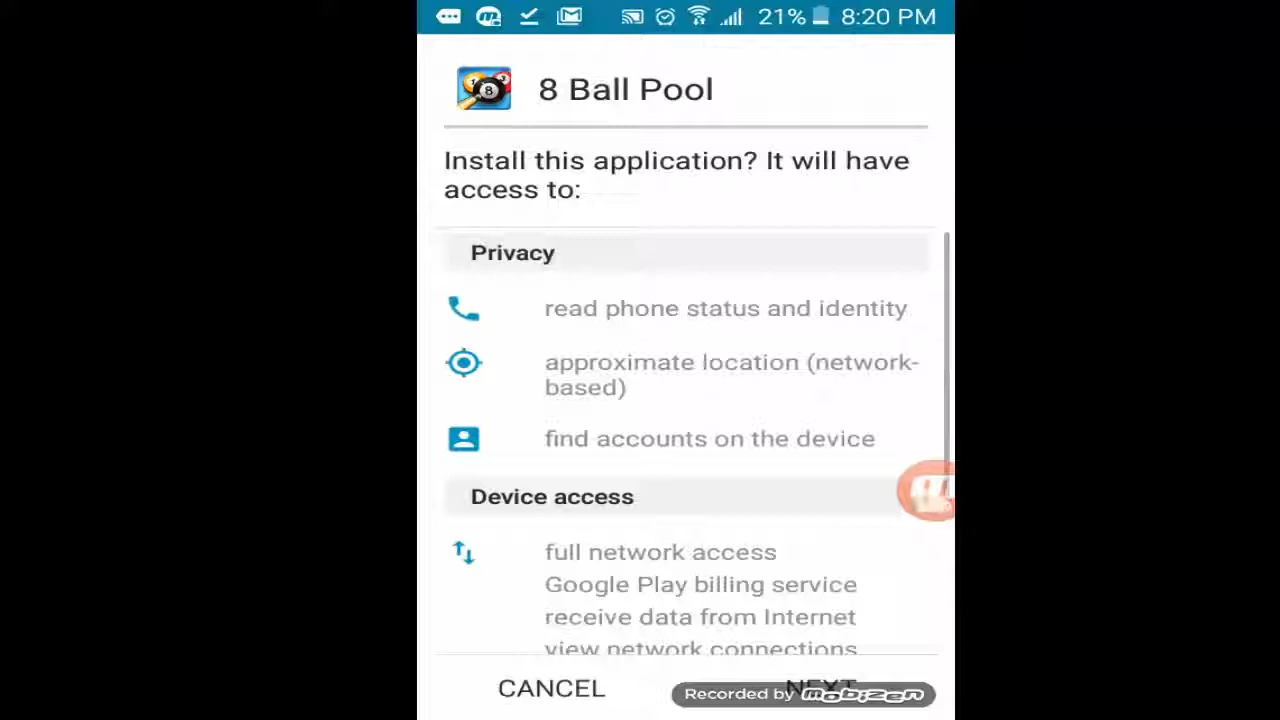 21% 8:20 PM
8 Ball Pool
Install this application? It will have
access to:
Privacy
read phone status and identity
approximate location (network-
based)
find accounts on the device
Device access
full network access
Google Play billing service
receive data from Internet
view network connections
CANCEL
NEXT
Recorded by mobizen